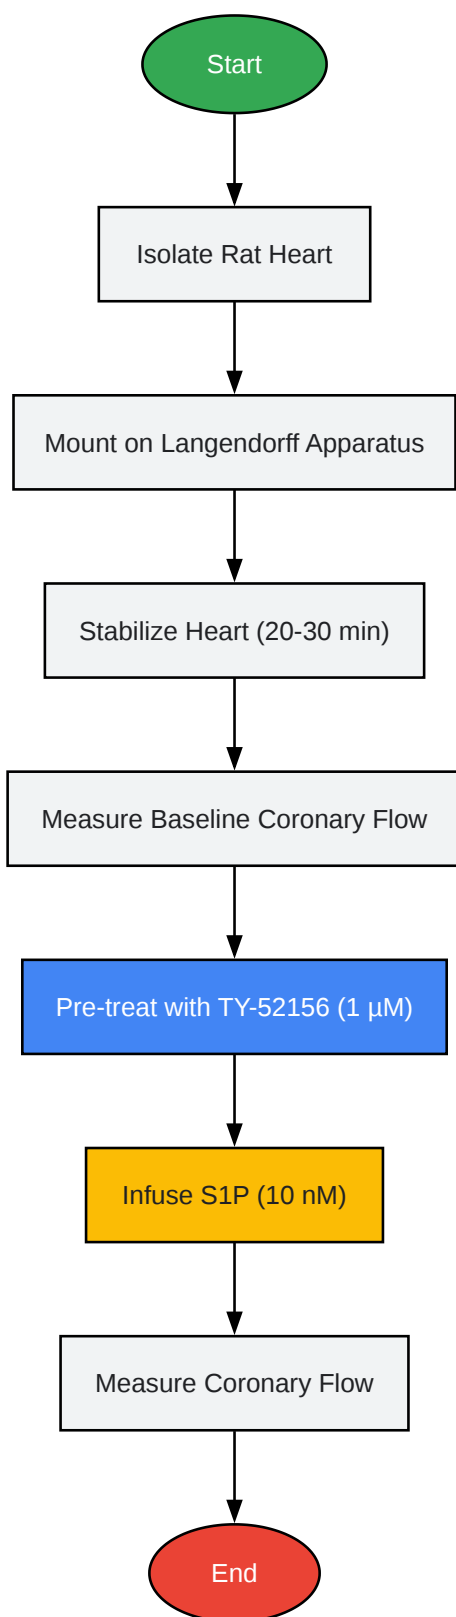 Start
Isolate Rat Heart
Mount on Langendorff Apparatus
Stabilize Heart (20-30 min)
Measure Baseline Coronary Flow
Pre-treat with TY-52156 (1 µM)
Infuse S1P (10 nM)
Measure Coronary Flow
End